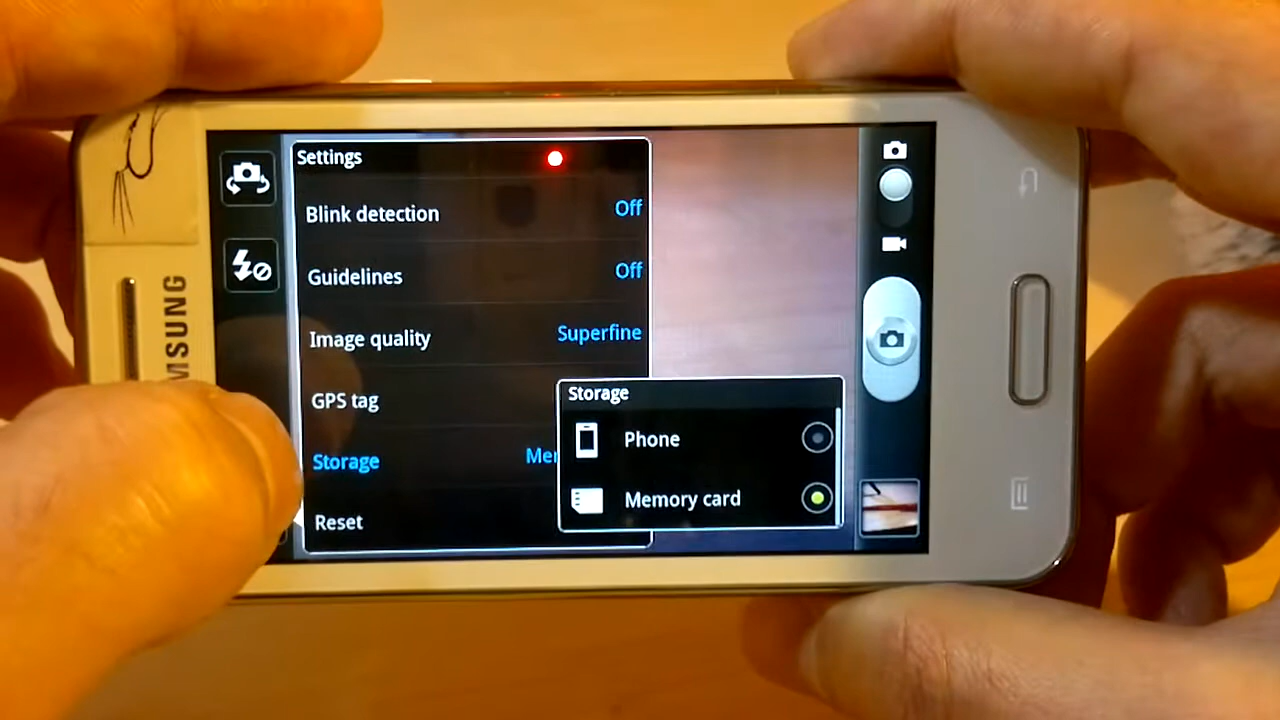 SAMSUNG
Settings
Blink detection Off
Guidelines Off
Image quality Superfine
GPS tag
Storage
Reset
Storage
Phone
Memory card